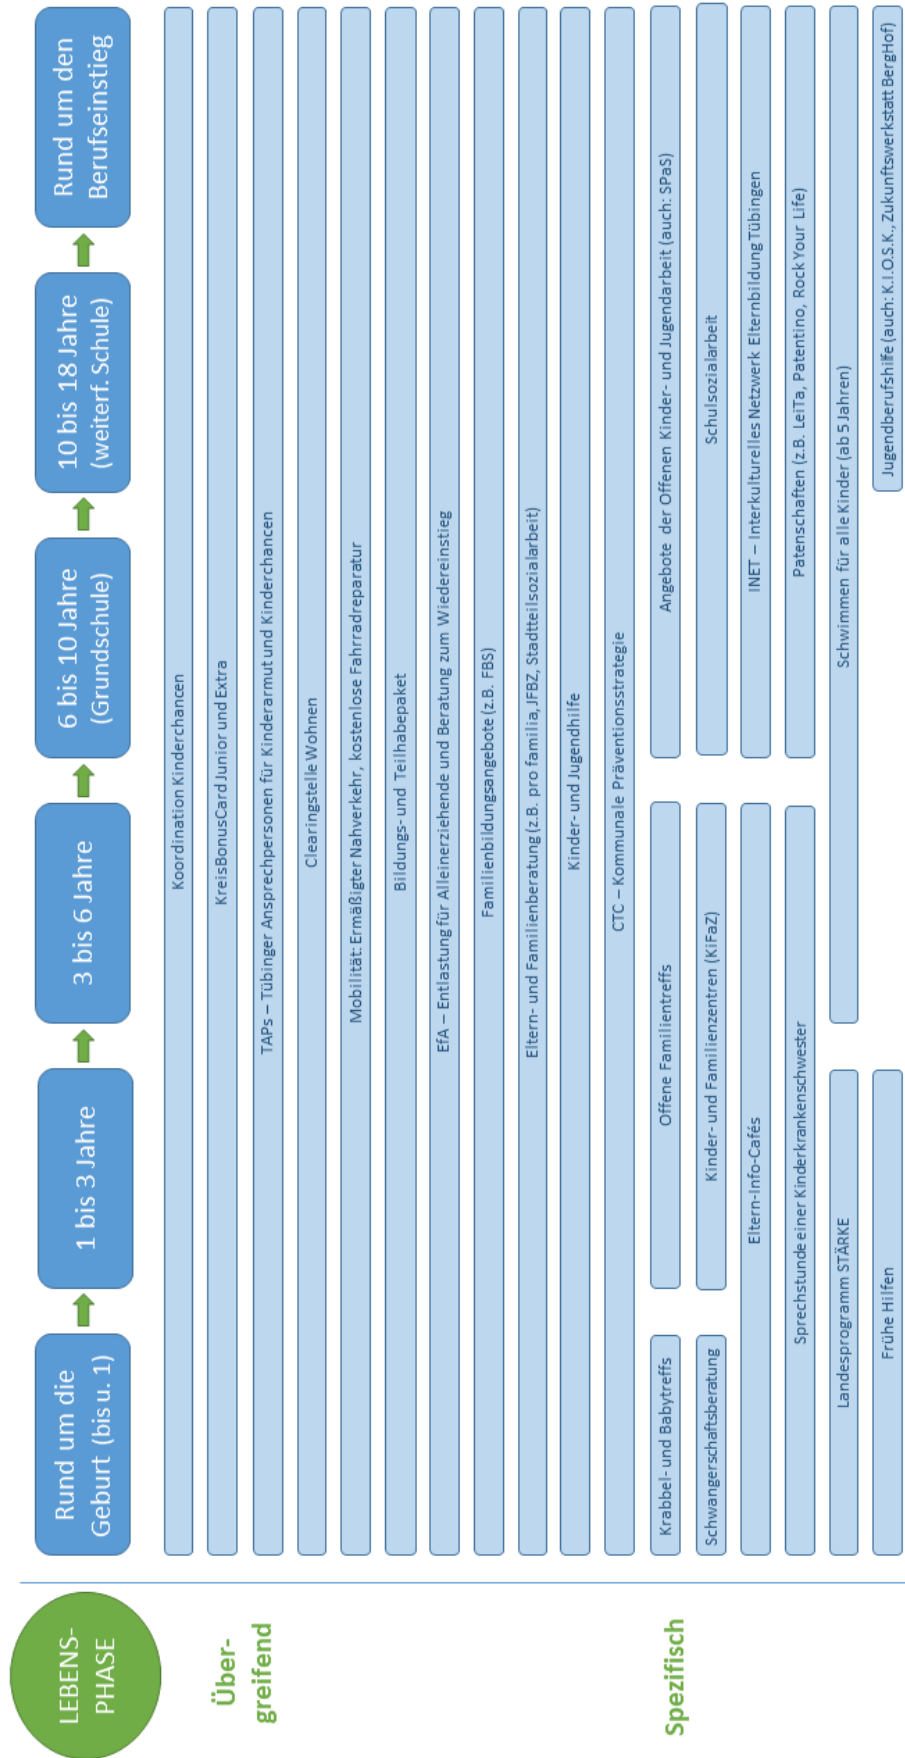 LEBENS-
PHASE
Rund um die
Geburt (bis u. 1)
1 bis 3 Jahre
3 bis 6 Jahre
6 bis 10 Jahre
(Grundschule)
10 bis 18 Jahre
(weiterf. Schule)
Rund um den
Berufseinstieg
Über-
greifend
Koordination Kinderchancen
KreisBonusCard Junior und Extra
TAPs – Tübinger Ansprechpersonen für Kinderarmut und Kinderchancen
Clearingstelle Wohnen
Mobilität: Ermäßigter Nahverkehr, kostenlose Fahrradreparatur
Bildungs- und Teilhabepaket
EfA – Entlastung für Alleinerziehende und Beratung zum Wiedereinstieg
Familienbildungsangebote (z.B. FBS)
Eltern- und Familienberatung (z.B. pro familia, JFBZ, Stadtteilsozialarbeit)
Kinder- und Jugendhilfe
CTC – Kommunale Präventionsstrategie
Spezifisch
Krabbel- und Babytreffs
Offene Familientreffs
Angebote der Offenen Kinder- und Jugendarbeit (auch: SPaS)
Schwangerschaftsberatung
Kinder- und Familienzentren (KiFaZ)
Schulsozialarbeit
Eltern-Info-Cafés
INET – Interkulturelles Netzwerk Elternbildung Tübingen
Sprechstunde einer Kinderkrankenschwester
Patenschaften (z.B. LeiTa, Patentino, Rock Your Life)
Landesprogramm STÄRKE
Schwimmen für alle Kinder (ab 5 Jahren)
Frühe Hilfen
Jugendberufshilfe (auch: K.I.O.S.K., Zukunftswerkstatt BergHof)